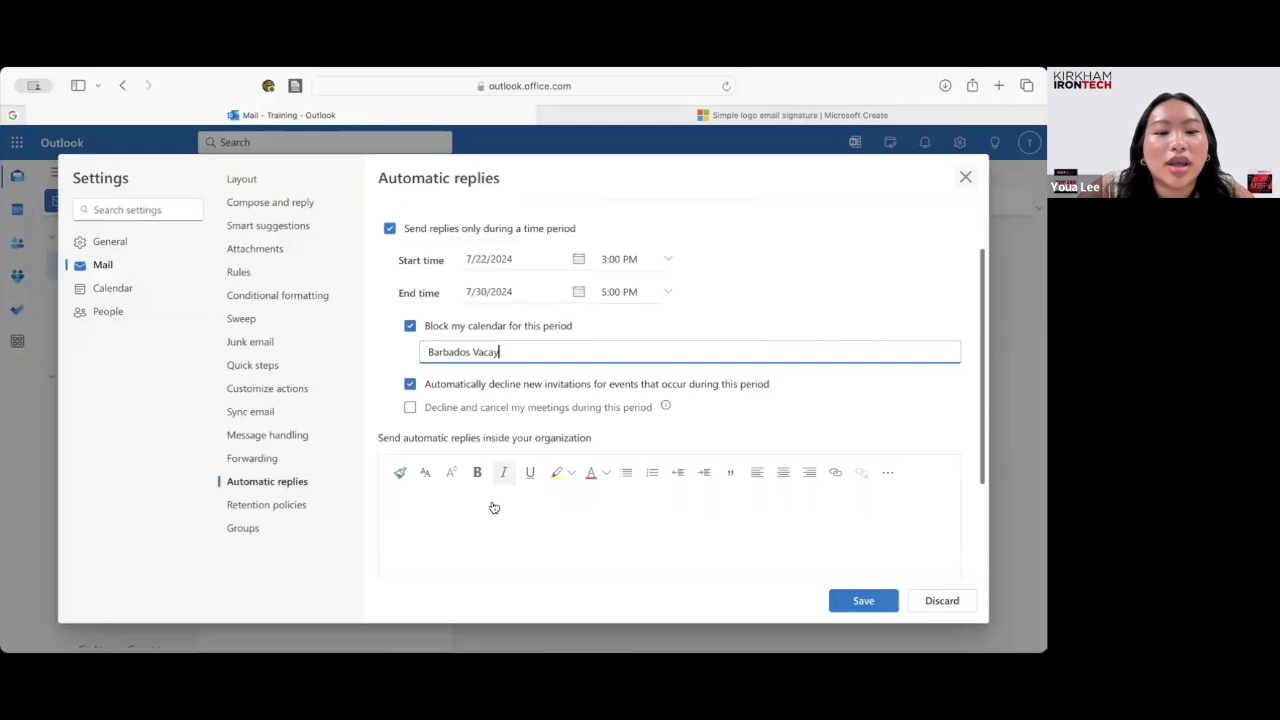 outlook.office.com
Mail - Training - Outlook
Simple logo email signature | Microsoft Create
Outlook
Search
T
Settings
Search settings
General
Mail
Calendar
People
Layout
Compose and reply
Smart suggestions
Attachments
Rules
Conditional formatting
Sweep
Junk email
Quick steps
Customize actions
Sync email
Message handling
Forwarding
Automatic replies
Retention policies
Groups
Automatic replies
Send replies only during a time period
Start time 7/22/2024 3:00 PM
End time 7/30/2024 5:00 PM
Block my calendar for this period
Barbados Vacay
Automatically decline new invitations for events that occur during this period
Decline and cancel my meetings during this period
Send automatic replies inside your organization
Save Discard
KIRKHAM
IRONTECH
Youa Lee